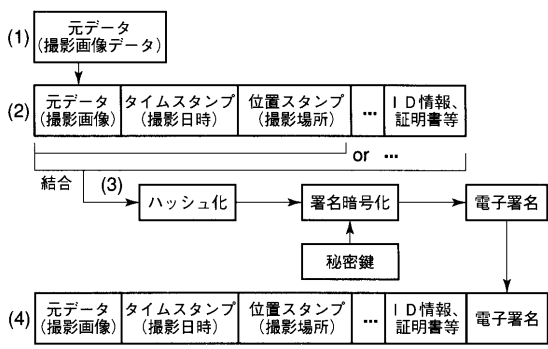 (1)
元データ
(撮影画像データ)
(2)
元データ
(撮影画像)
タイムスタンプ
(撮影日時)
位置スタンプ
(撮影場所)
…
ＩＤ情報、
証明書等
or …
結合
(3)
ハッシュ化
署名暗号化
電子署名
秘密鍵
(4)
元データ
(撮影画像)
タイムスタンプ
(撮影日時)
位置スタンプ
(撮影場所)
…
ＩＤ情報、
証明書等
電子署名